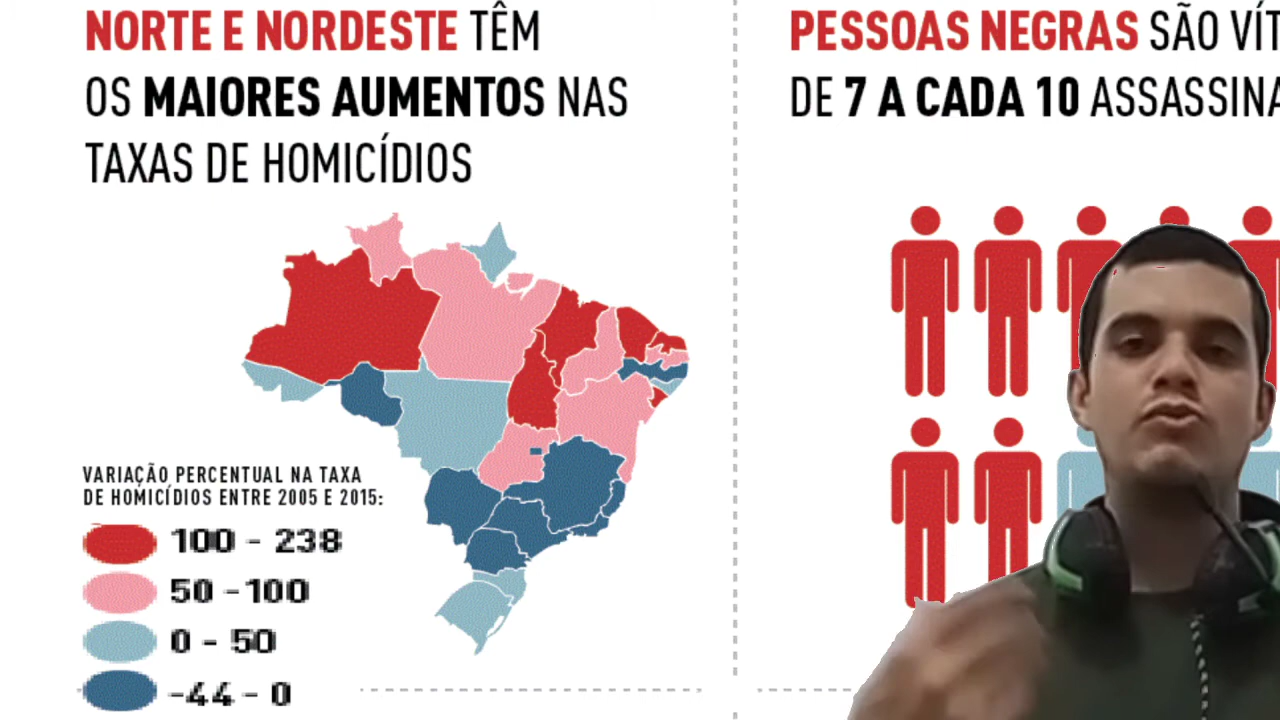 NORTE E NORDESTE TÊM
OS MAIORES AUMENTOS NAS
TAXAS DE HOMICÍDIOS
VARIAÇÃO PERCENTUAL NA TAXA
DE HOMICÍDIOS ENTRE 2005 E 2015:
100 - 238
50 -100
0 - 50
-44 - 0
PESSOAS NEGRAS SÃO
DE 7 A CADA 10